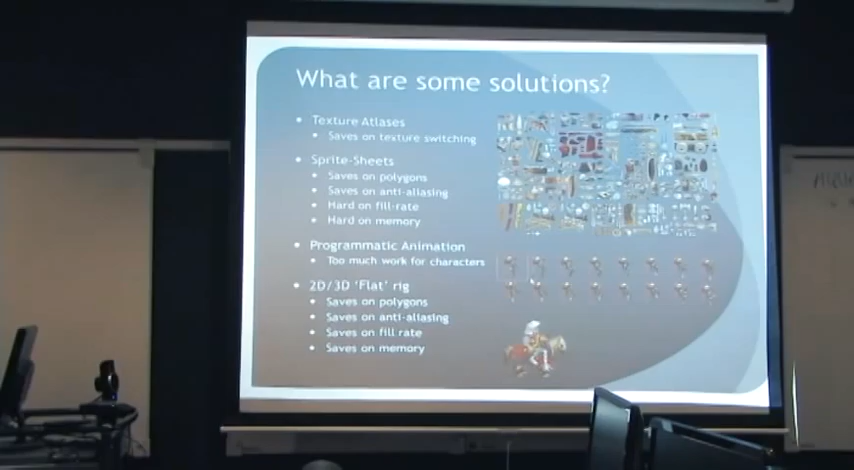 What are some solutions?
• Texture Atlases
• Saves on texture switching
• Sprite-Sheets
• Saves on polygons
• Saves on anti-aliasing
• Hard on fill-rate
• Hard on memory
• Programmatic Animation
• Too much work for characters
• 2D/3D 'Flat' rig
• Saves on polygons
• Saves on anti-aliasing
• Saves on fill rate
• Saves on memory